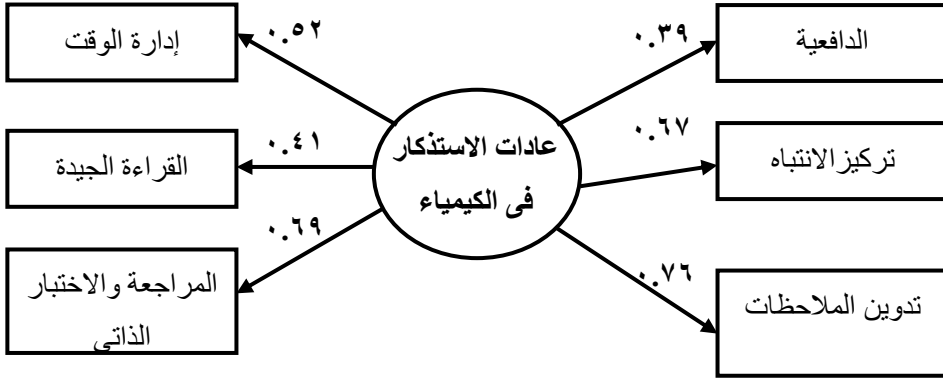 الدافعية
٠.٣٩
٠.٥٢
إدارة الوقت
تركيز الانتباه
٠.٦٧
عادات الاستذكار
فى الكيمياء
٠.٤١
القراءة الجيدة
تدوين الملاحظات
٠.٧٦
٠.٦٩
المراجعة والاختبار
الذاتى